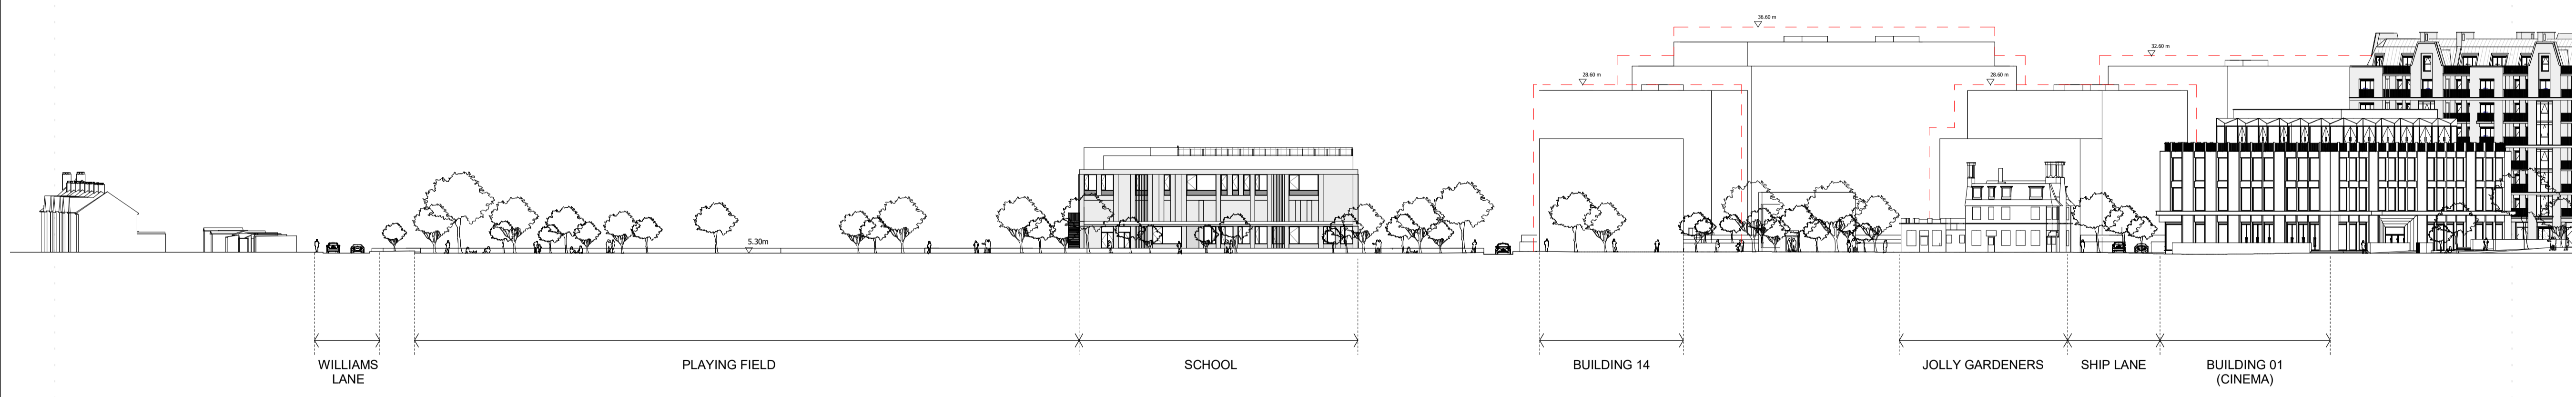 36.60 m
32.60 m
28.60 m
28.60 m
5.30m
WILLIAMS
LANE
PLAYING FIELD
SCHOOL
BUILDING 14
JOLLY GARDENERS
SHIP LANE
BUILDING 01
(CINEMA)